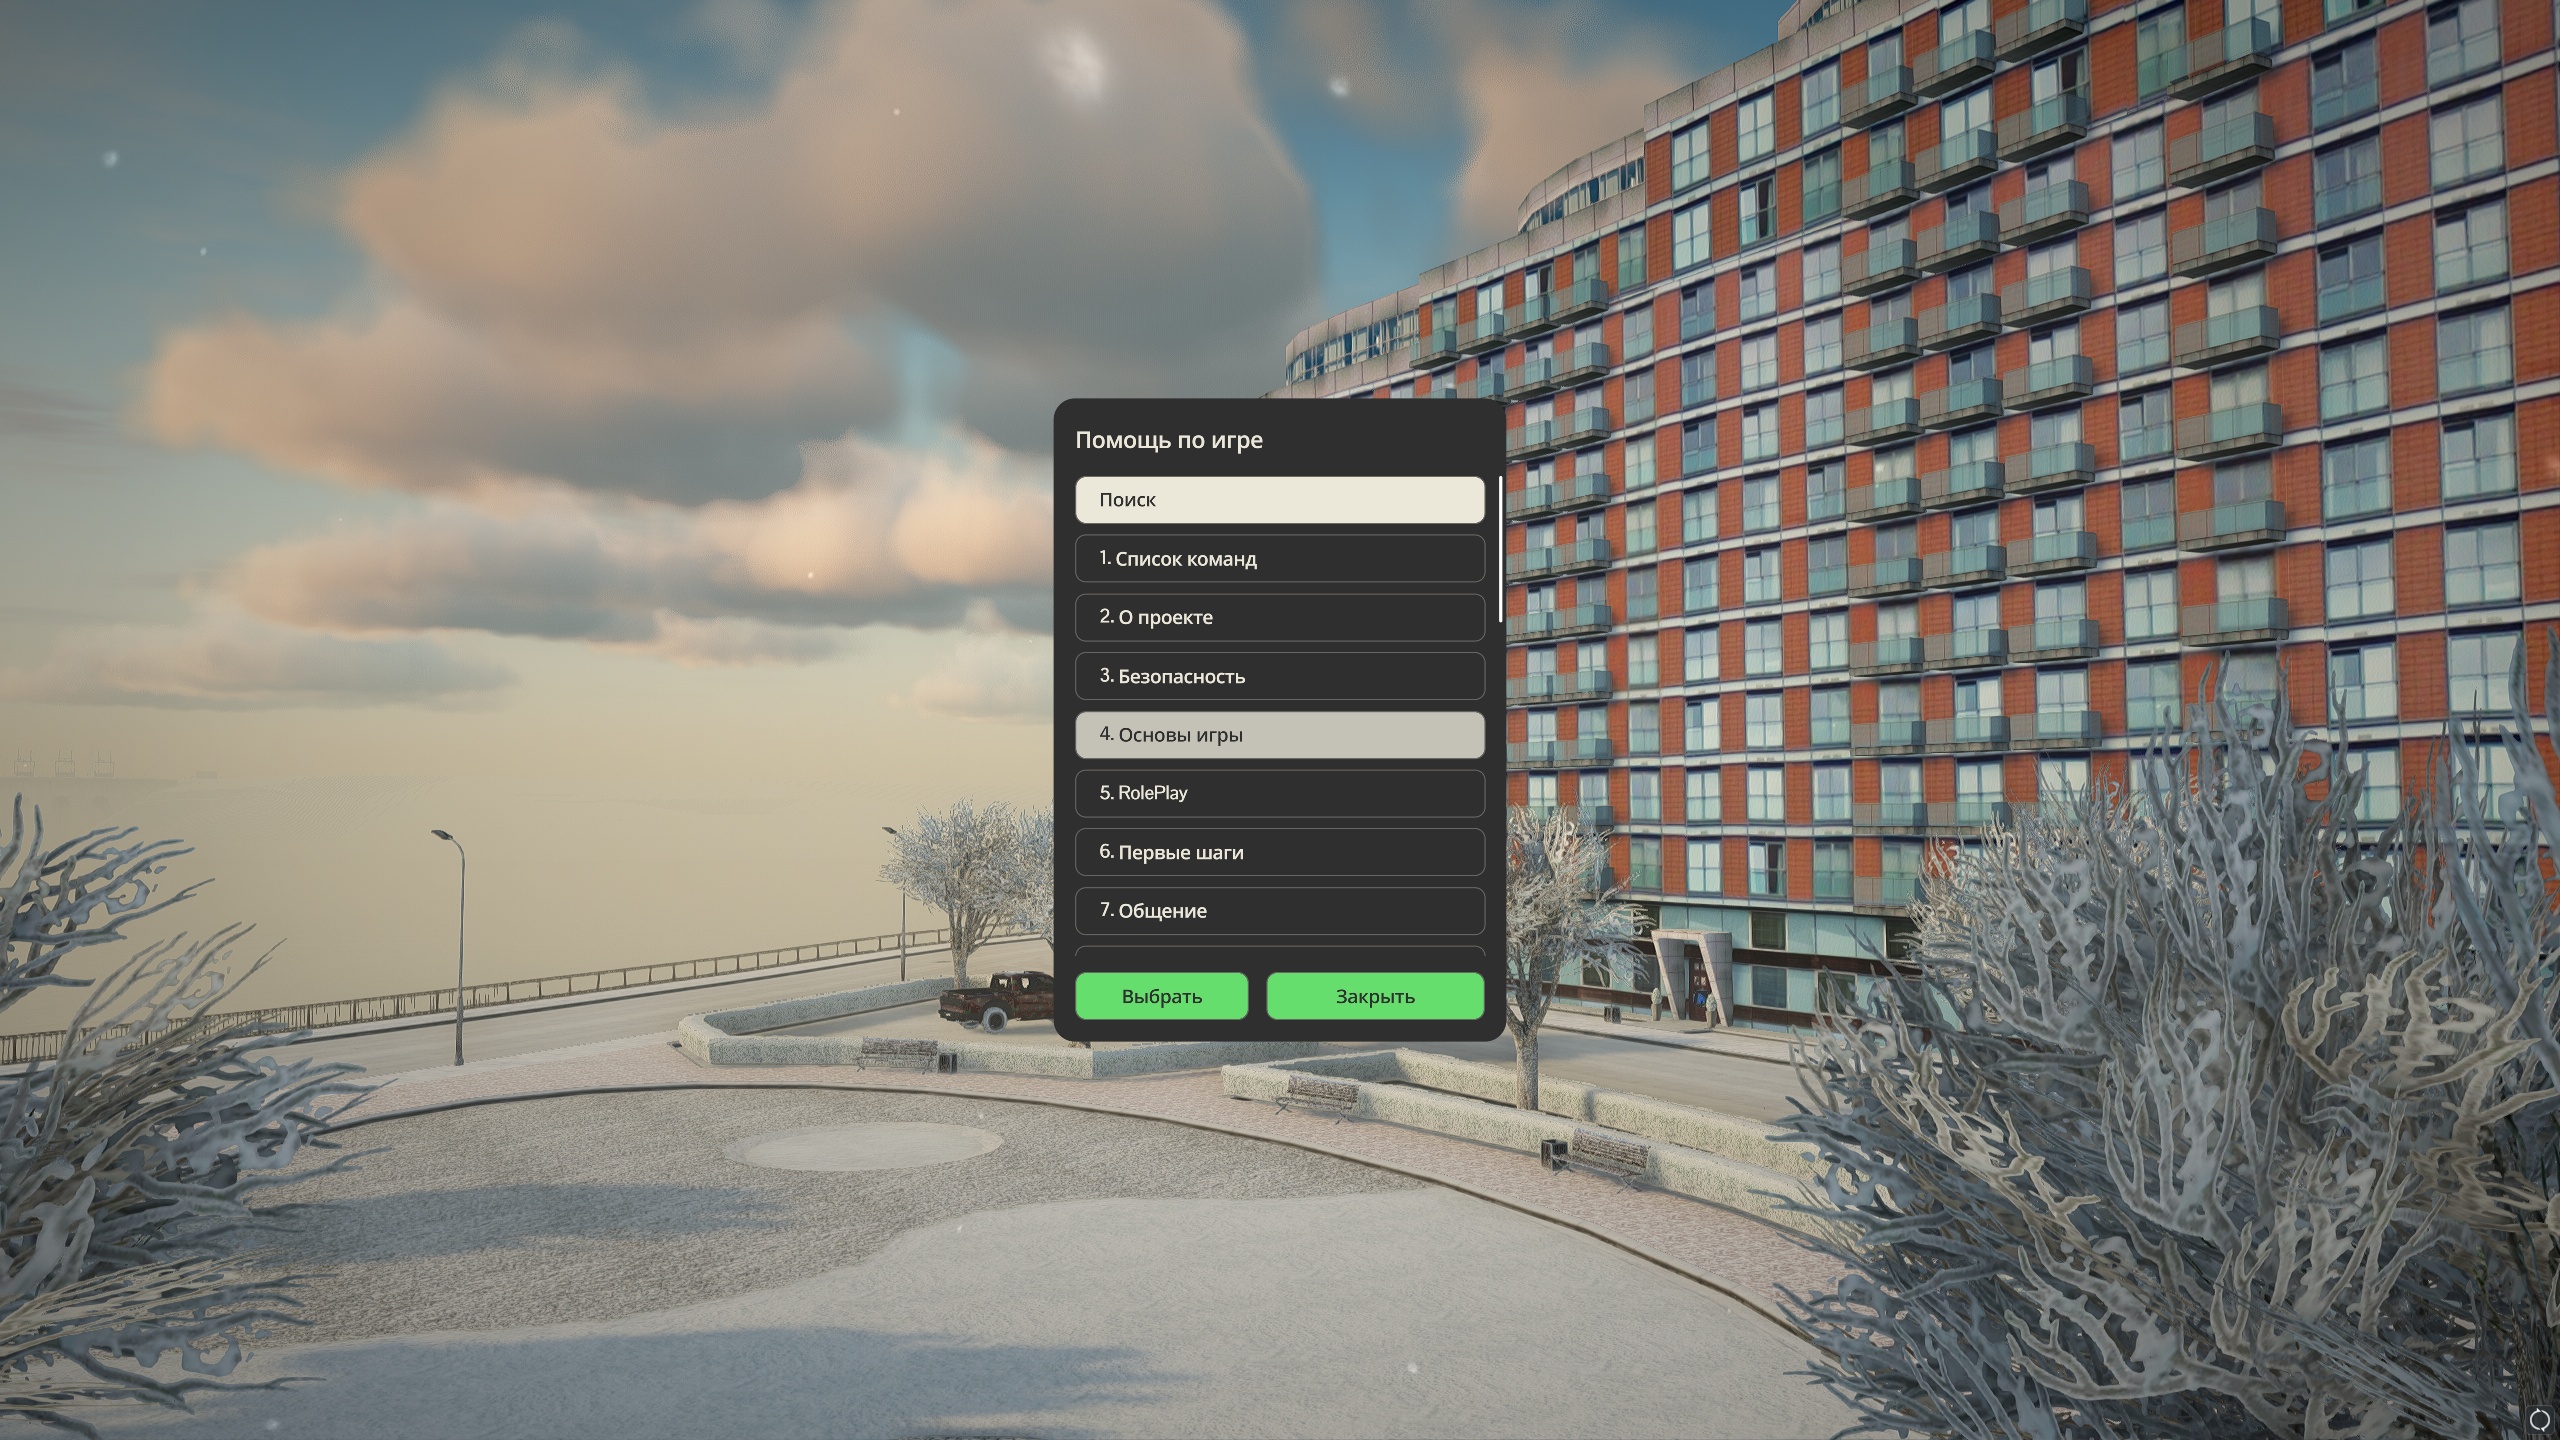 Помощь по игре
Поиск
1. Список команд
2. О проекте
3. Безопасность
4. Основы игры
5. RolePlay
6. Первые шаги
7. Общение
Выбрать
Закрыть